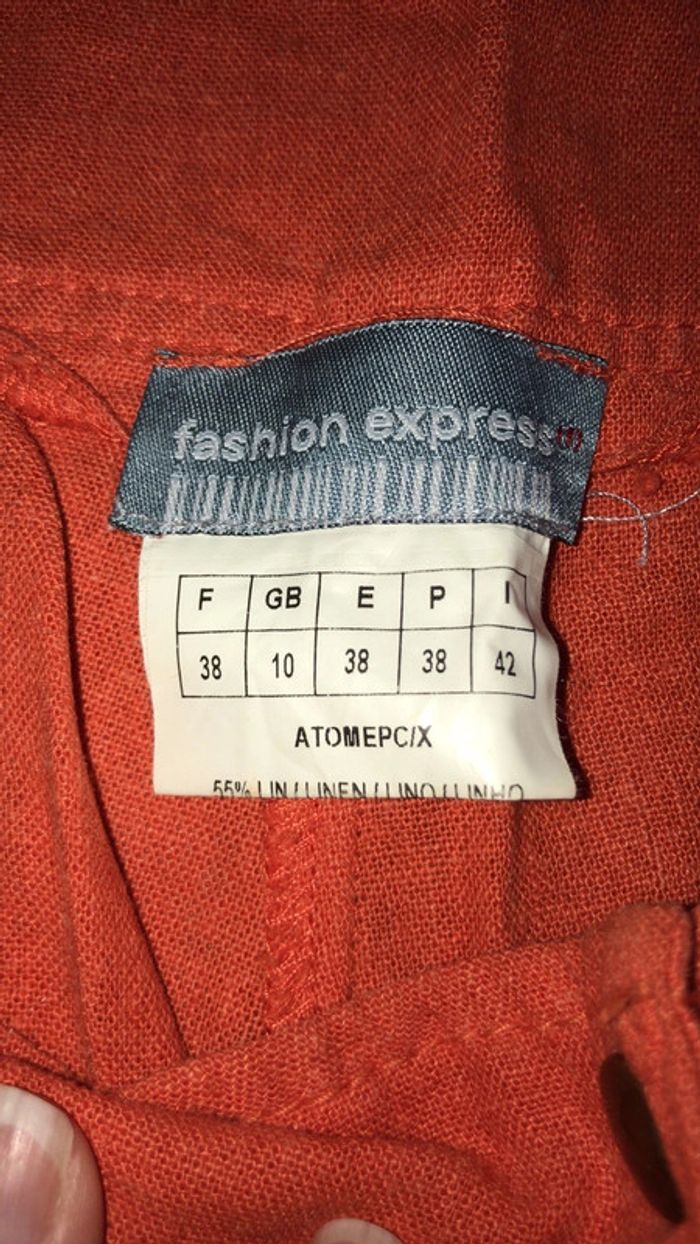 fashion express
F GB E P I
38 10 38 38 42
ATOMEPC/X
55% LIN / LINEN / LINO / LINHO